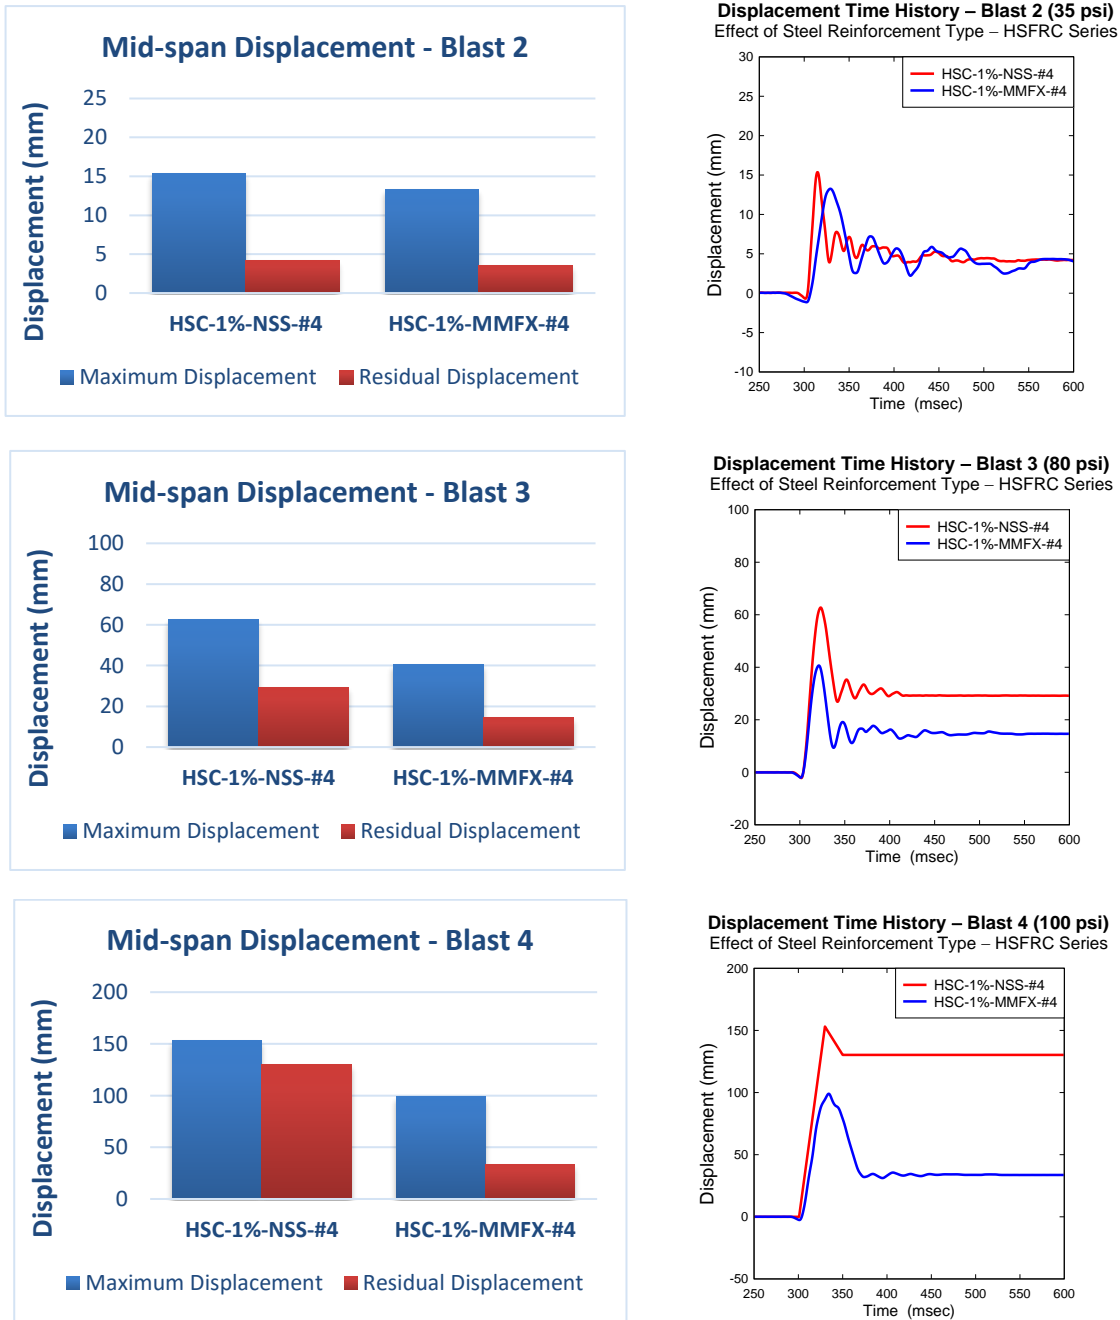 Mid-span Displacement - Blast 2
Displacement (mm)
25
20
15
10
5
0
HSC-1%-NSS-#4 HSC-1%-MMFX-#4
Maximum Displacement Residual Displacement
Displacement Time History – Blast 2 (35 psi)
Effect of Steel Reinforcement Type – HSFRC Series
HSC-1%-NSS-#4
HSC-1%-MMFX-#4
Displacement (mm)
30
25
20
15
10
5
0
-5
-10
250 300 350 400 450 500 550 600
Time (msec)
Mid-span Displacement - Blast 3
Displacement (mm)
100
80
60
40
20
0
HSC-1%-NSS-#4 HSC-1%-MMFX-#4
Maximum Displacement Residual Displacement
Displacement Time History – Blast 3 (80 psi)
Effect of Steel Reinforcement Type – HSFRC Series
HSC-1%-NSS-#4
HSC-1%-MMFX-#4
Displacement (mm)
100
80
60
40
20
0
-20
250 300 350 400 450 500 550 600
Time (msec)
Mid-span Displacement - Blast 4
Displacement (mm)
200
150
100
50
0
HSC-1%-NSS-#4 HSC-1%-MMFX-#4
Maximum Displacement Residual Displacement
Displacement Time History – Blast 4 (100 psi)
Effect of Steel Reinforcement Type – HSFRC Series
HSC-1%-NSS-#4
HSC-1%-MMFX-#4
Displacement (mm)
200
150
100
50
0
-50
250 300 350 400 450 500 550 600
Time (msec)